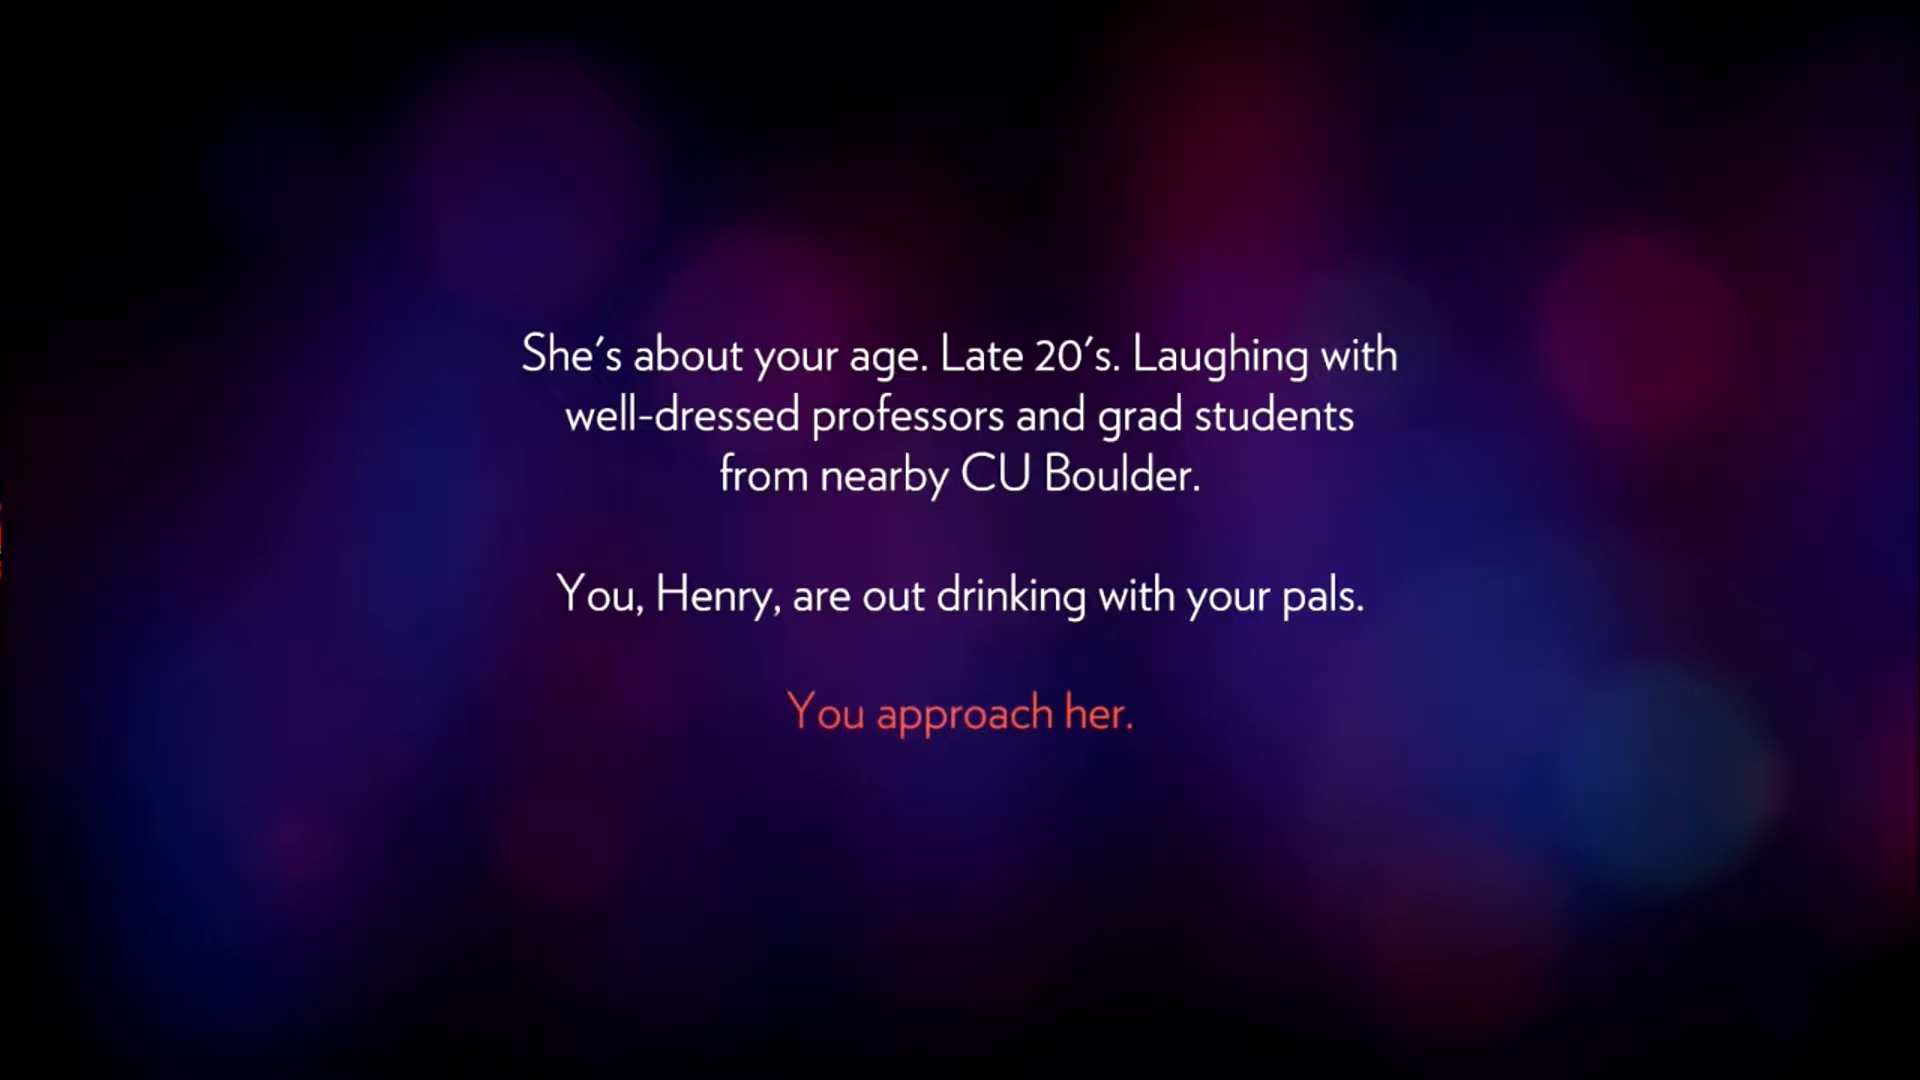 She's about your age. Late 20's. Laughing with
well-dressed professors and grad students
from nearby CU Boulder.
You, Henry, are out drinking with your pals.
You approach her.